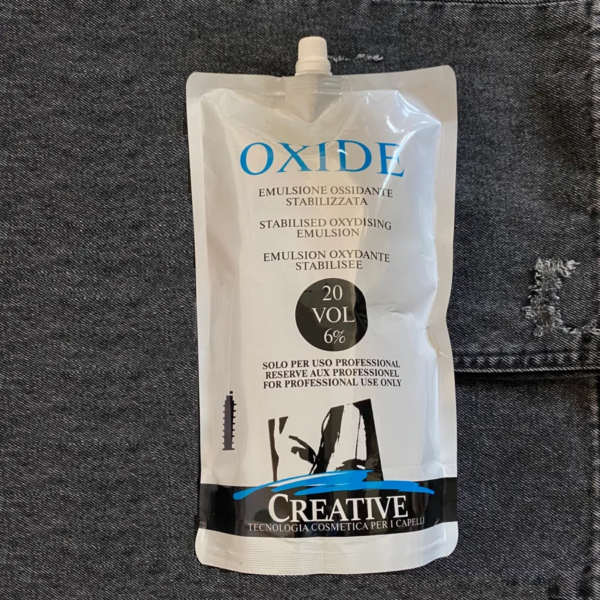 OXIDE
EMULSIONE OSSIDANTE
STABILIZZATA
STABILISED OXYDISING
EMULSION
EMULSION OXYDANTE
STABILISEE
20
VOL
6%
SOLO PER USO PROFESSIONAL
RESERVE AUX PROFESSIONEL
FOR PROFESSIONAL USE ONLY
CREATIVE
TECNOLOGIA COSMETICA PER I CAPELLI